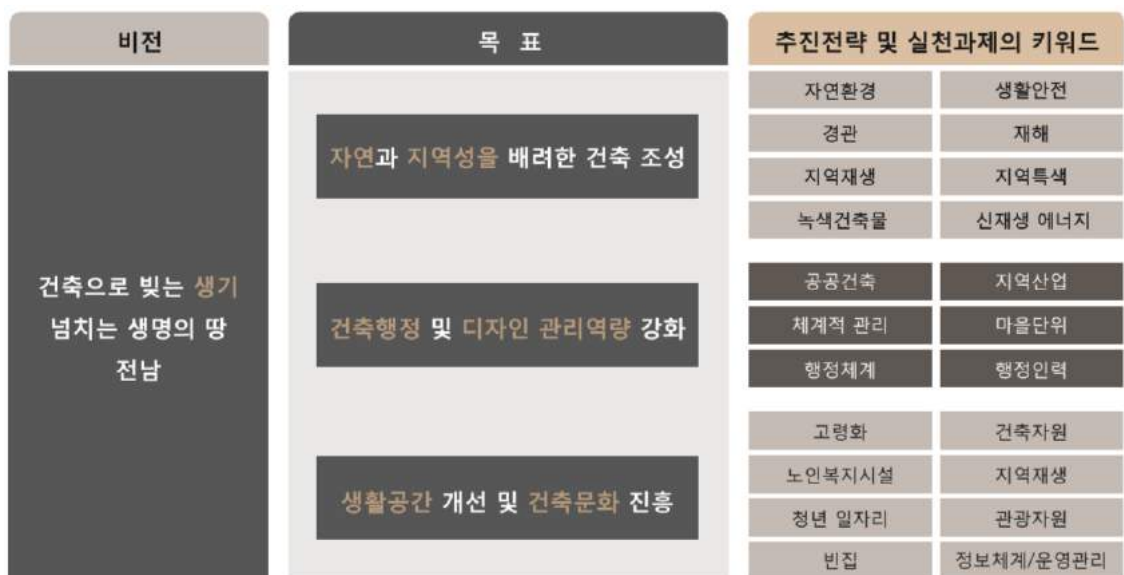 비전
목 표
추진전략 및 실천과제의 키워드
건축으로 빚는 생기
넘치는 생명의 땅
전남
자연과 지역성을 배려한 건축 조성
건축행정 및 디자인 관리역량 강화
생활공간 개선 및 건축문화 진흥
자연환경 생활안전
경관 재해
지역재생 지역특색
녹색건축물 신재생 에너지
공공건축 지역산업
체계적 관리 마을단위
행정체계 행정인력
고령화 건축자원
노인복지시설 지역재생
청년 일자리 관광자원
빈집 정보체계/운영관리